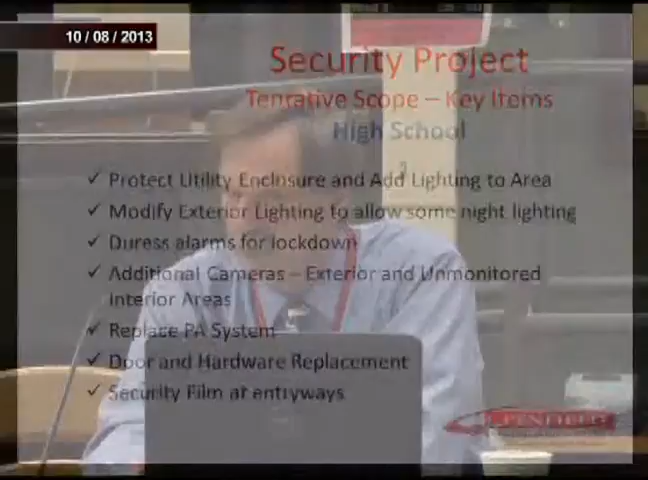 10 / 08 / 2013
Security Project
Tentative Scope – Key Items
High School
✓ Protect Utility Enclosure and Add Lighting to Area
✓ Modify Exterior Lighting to allow some night lighting
✓ Duress alarms for lockdown
✓ Additional Cameras – Exterior and Unmonitored
Interior Areas
✓ Replace PA System
✓ Door and Hardware Replacement
✓ Security Film at entryways
PENFIELD